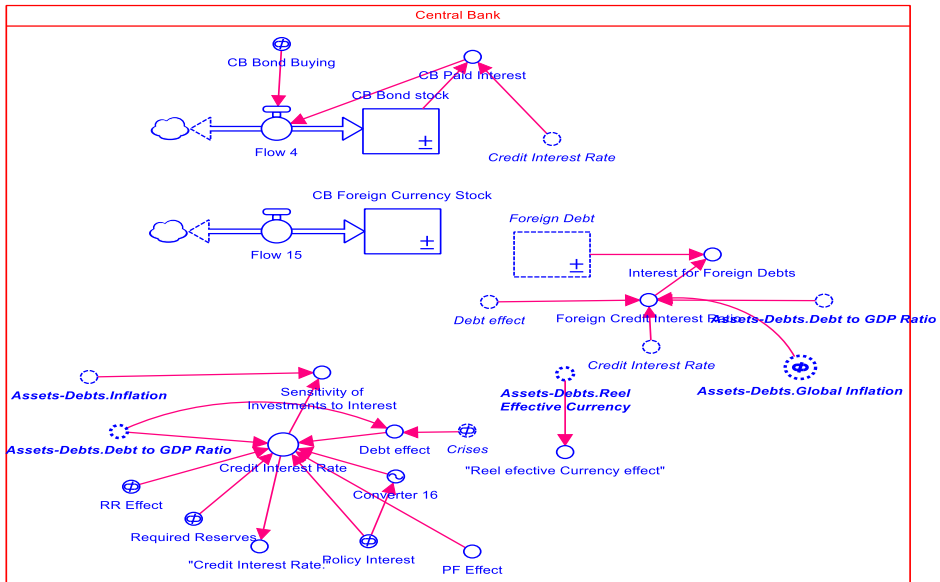 Central Bank
CB Bond Buying
CB Paid Interest
CB Bond stock
Flow 4
Credit Interest Rate
CB Foreign Currency Stock
Foreign Debt
Flow 15
Interest for Foreign Debts
Debt effect
Foreign Credit Interest Ratio
Assets-Debts.Debt to GDP Ratio
Credit Interest Rate
Assets-Debts.Inflation
Sensitivity of
Investments to Interest
Assets-Debts.Reel
Effective Currency
Assets-Debts.Global Inflation
Assets-Debts.Debt to GDP Ratio
Credit Interest Rate
Debt effect
Crises
"Reel efective Currency effect"
RR Effect
Converter 16
Required Reserves
"Credit Interest Rate."
Policy Interest
PF Effect